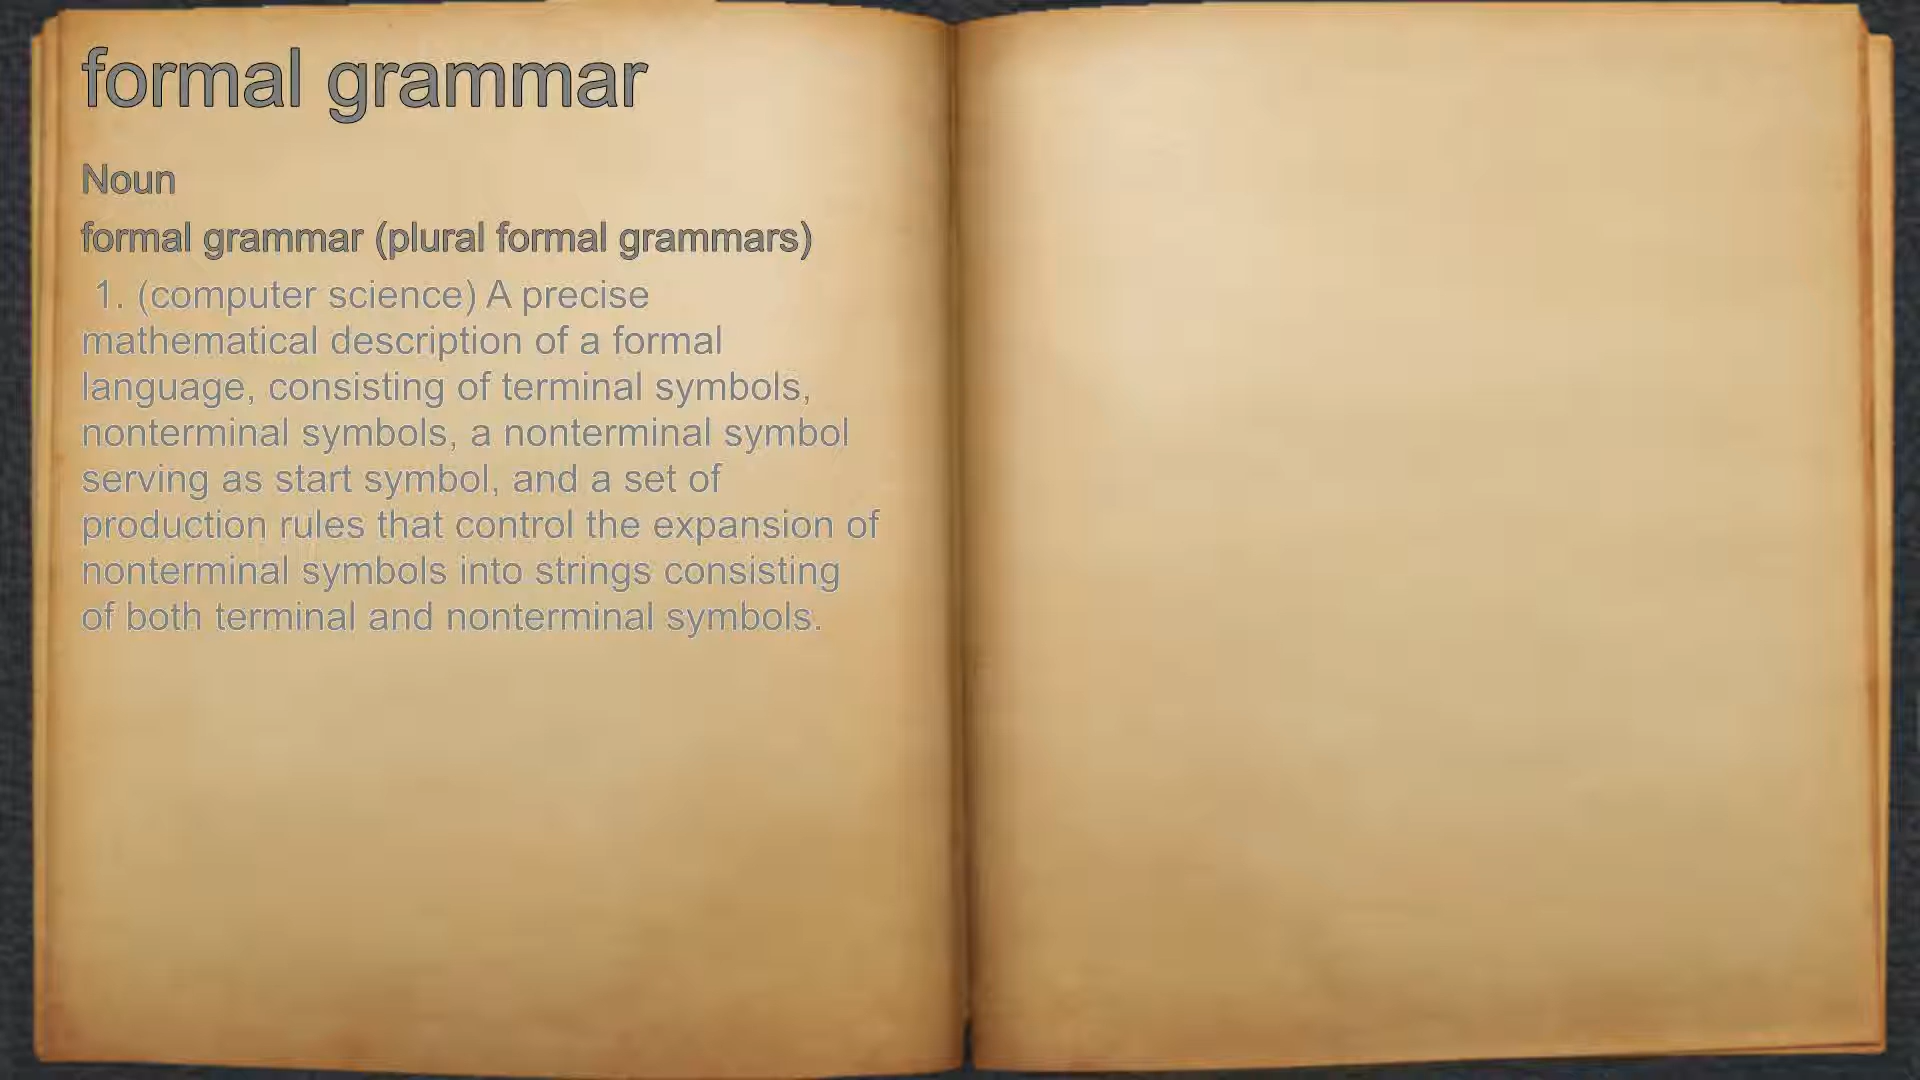 formal grammar
Noun
formal grammar (plural formal grammars)
1. (computer science) A precise
mathematical description of a formal
language, consisting of terminal symbols,
nonterminal symbols, a nonterminal symbol
serving as start symbol, and a set of
production rules that control the expansion of
nonterminal symbols into strings consisting
of both terminal and nonterminal symbols.